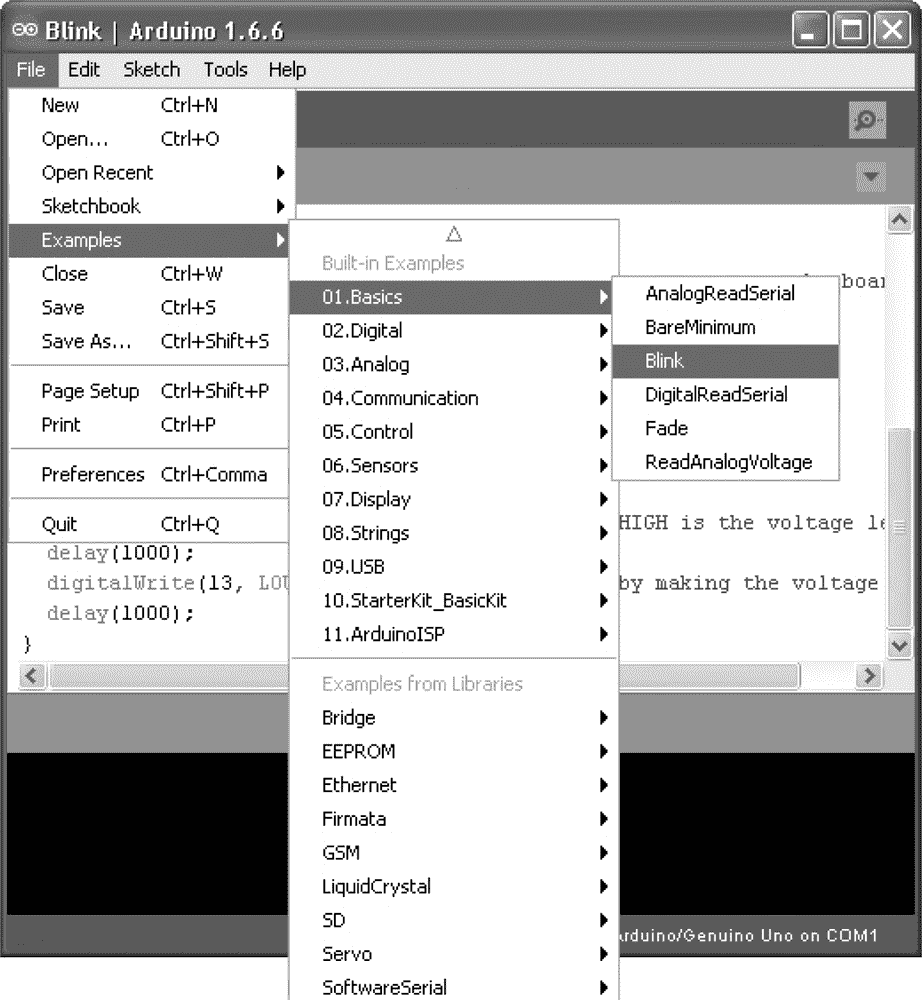 Blink | Arduino 1.6.6
File Edit Sketch Tools Help
New Ctrl+N
Open... Ctrl+O
Open Recent
Sketchbook
Examples
Close Ctrl+W
Save Ctrl+S
Save As... Ctrl+Shift+S
Page Setup Ctrl+Shift+P
Print Ctrl+P
Preferences Ctrl+Comma
Quit Ctrl+Q
Built-in Examples
01.Basics
02.Digital
03.Analog
04.Communication
05.Control
06.Sensors
07.Display
08.Strings
09.USB
10.StarterKit_BasicKit
11.ArduinoISP
Examples from Libraries
Bridge
EEPROM
Ethernet
Firmata
GSM
LiquidCrystal
SD
Servo
SoftwareSerial
AnalogReadSerial
BareMinimum
Blink
DigitalReadSerial
Fade
ReadAnalogVoltage
HIGH is the voltage
delay(1000);
digitalWrite(13, by making the voltage
delay(1000);
}
/Genuino Uno on COM1